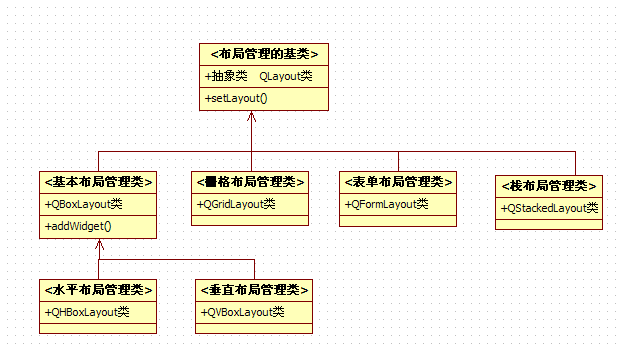 <布局管理的基类>
+抽象类 QLayout类
+setLayout()
<基本布局管理类>
+QBoxLayout类
+addWidget()
<栅格布局管理类>
+QGridLayout类
<表单布局管理类>
+QFormLayout类
<栈布局管理类>
+QStackedLayout类
<水平布局管理类>
+QHBoxLayout类
<垂直布局管理类>
+QVBoxLayout类